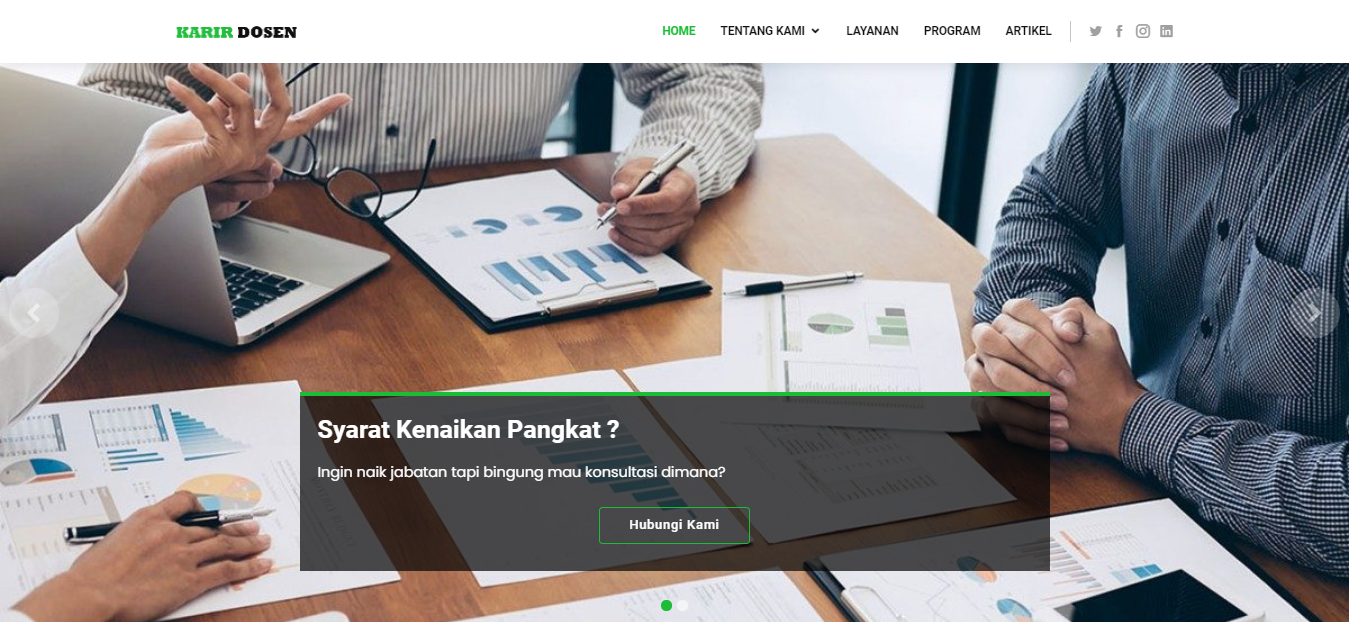 KARIR DOSEN
HOME TENTANG KAMI LAYANAN PROGRAM ARTIKEL
Syarat Kenaikan Pangkat ?
Ingin naik jabatan tapi bingung mau konsultasi dimana?
Hubungi Kami